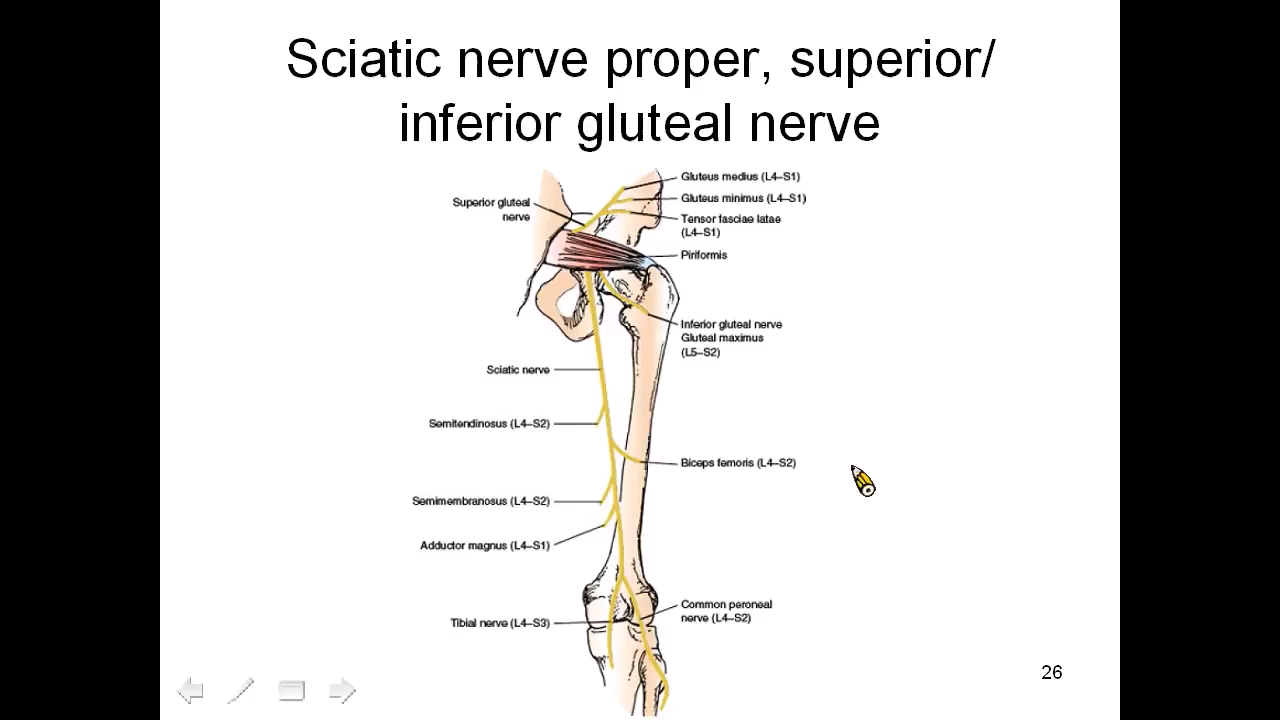 Sciatic nerve proper, superior/
inferior gluteal nerve
Superior gluteal
nerve
Gluteus medius (L4–S1)
Gluteus minimus (L4–S1)
Tensor fasciae latae
(L4–S1)
Piriformis
Inferior gluteal nerve
Gluteal maximus
(L5–S2)
Sciatic nerve
Semitendinosus (L4–S2)
Biceps femoris (L4–S2)
Semimembranosus (L4–S2)
Adductor magnus (L4–S1)
Common peroneal
nerve (L4–S2)
Tibial nerve (L4–S3)
26